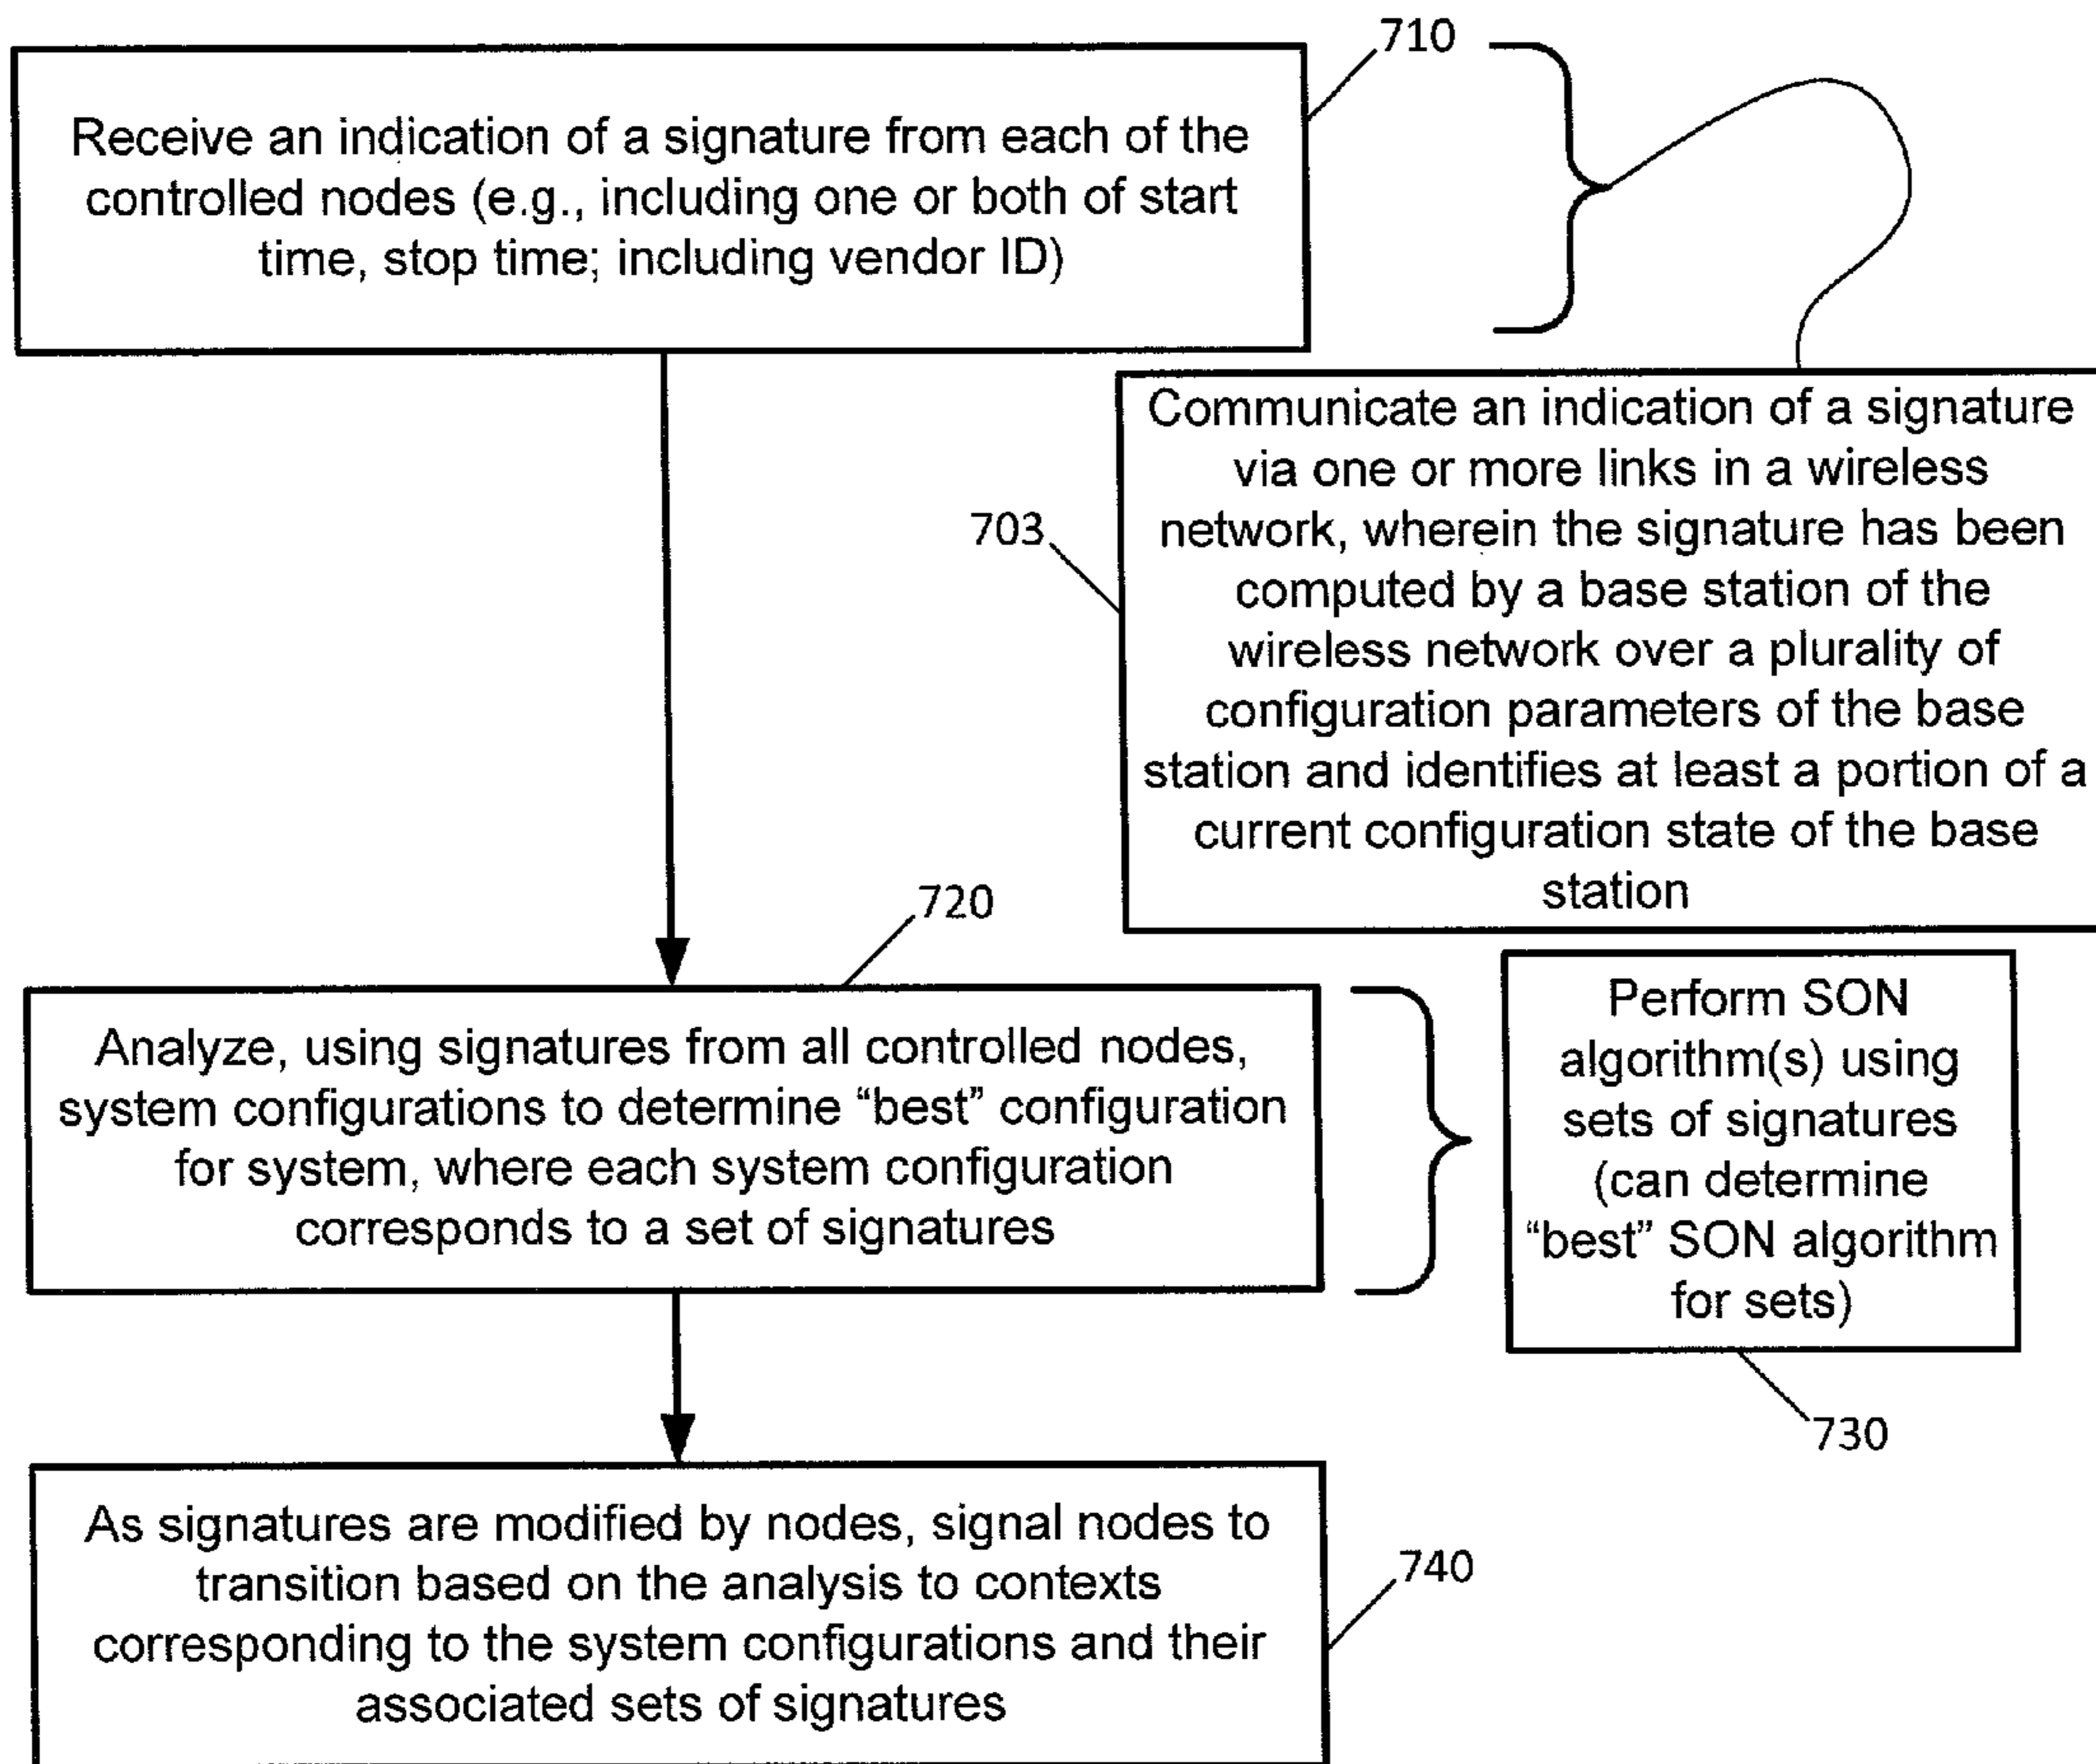 710
Receive an indication of a signature from each of the
controlled nodes (e.g., including one or both of start
time, stop time; including vendor ID)
703
Communicate an indication of a signature
via one or more links in a wireless
network, wherein the signature has been
computed by a base station of the
wireless network over a plurality of
configuration parameters of the base
station and identifies at least a portion of a
current configuration state of the base
station
720
Analyze, using signatures from all controlled nodes,
system configurations to determine “best” configuration
for system, where each system configuration
corresponds to a set of signatures
Perform SON
algorithm(s) using
sets of signatures
(can determine
“best” SON algorithm
for sets)
730
As signatures are modified by nodes, signal nodes to
transition based on the analysis to contexts
corresponding to the system configurations and their
associated sets of signatures
740